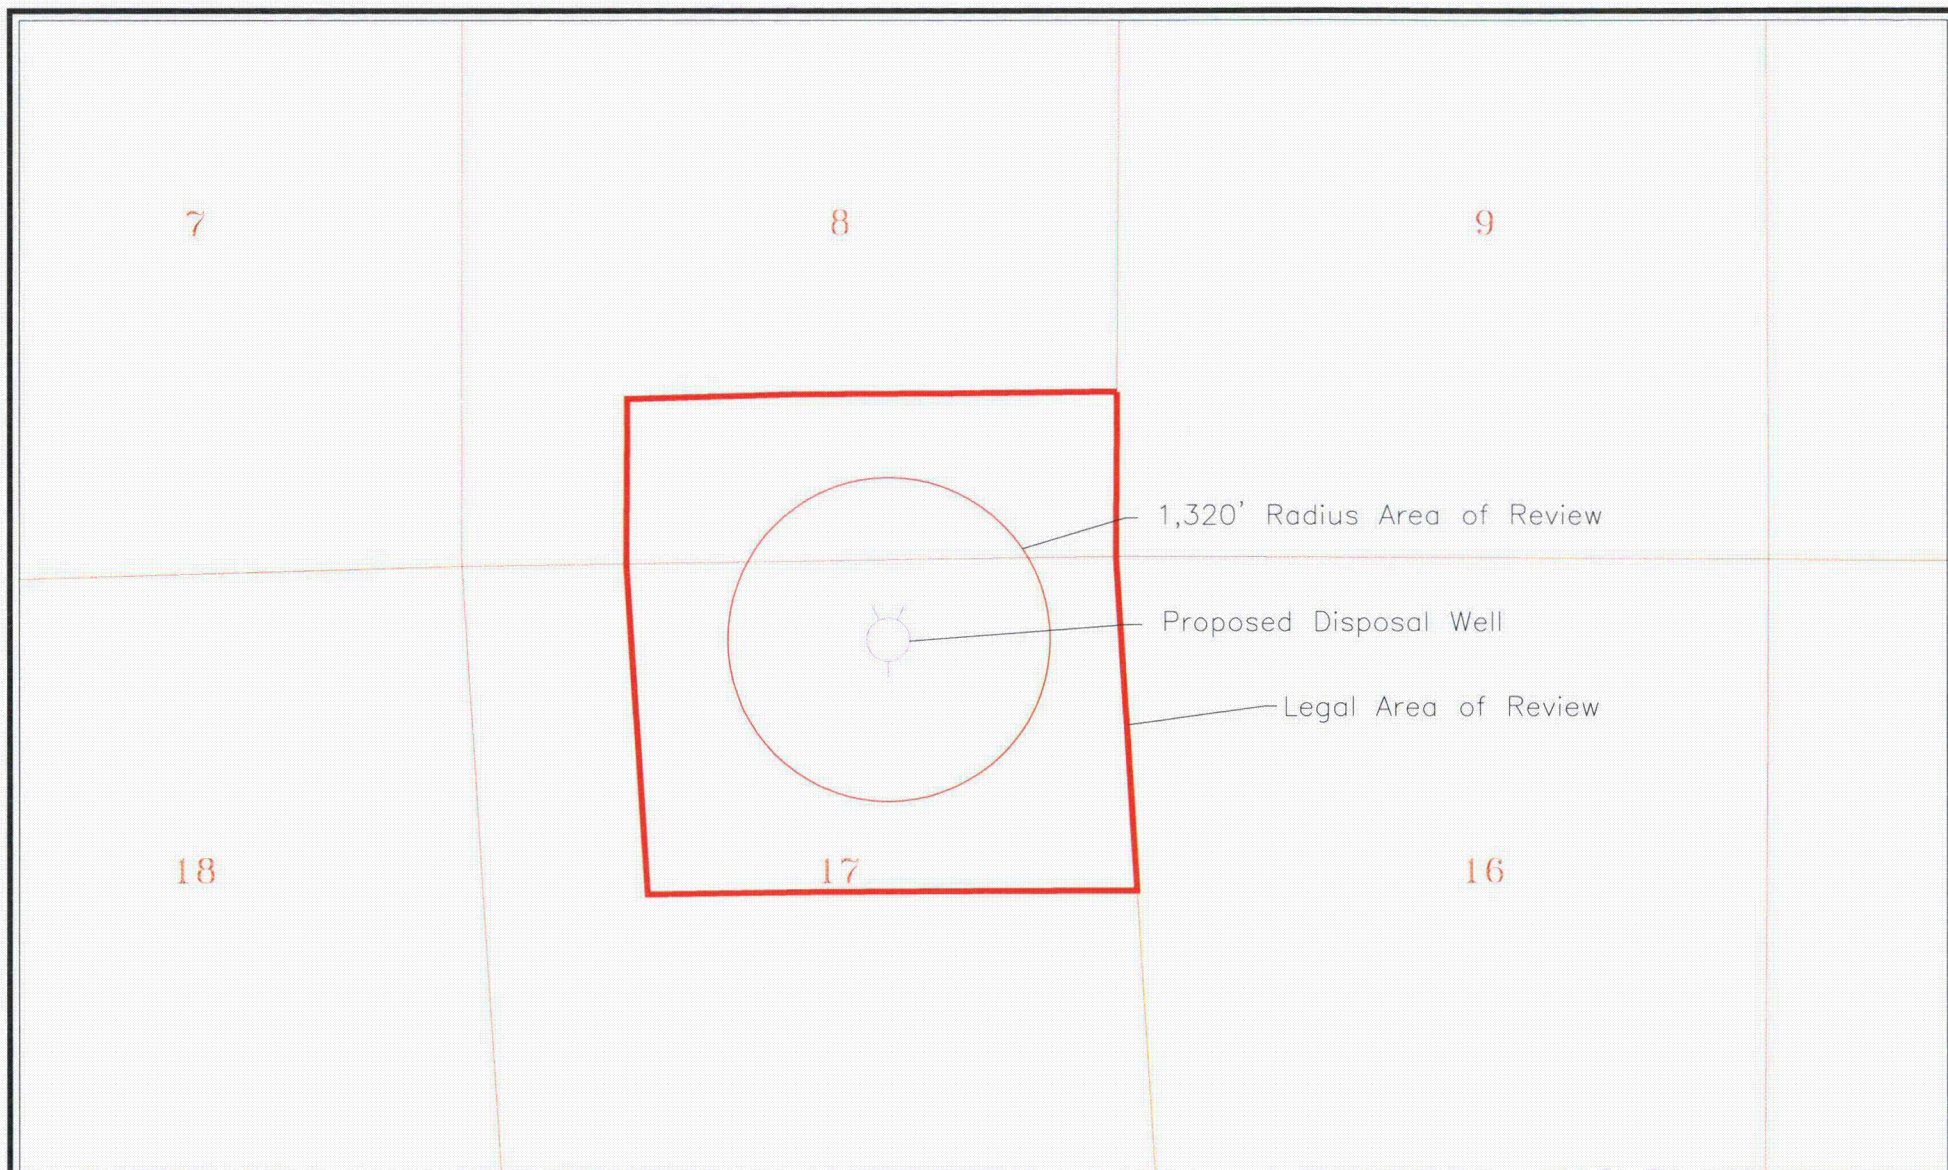 7 8 9
1,320' Radius Area of Review
Proposed Disposal Well
Legal Area of Review
18 17 16